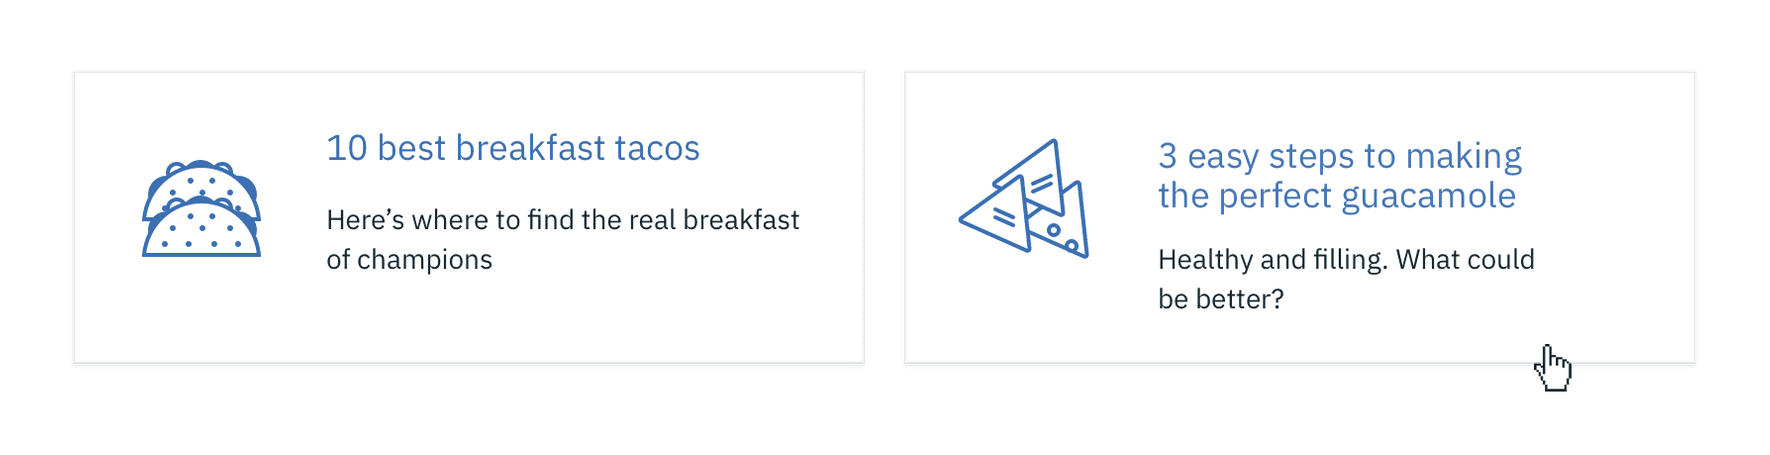 10 best breakfast tacos
Here’s where to find the real breakfast
of champions
3 easy steps to making
the perfect guacamole
Healthy and filling. What could
be better?